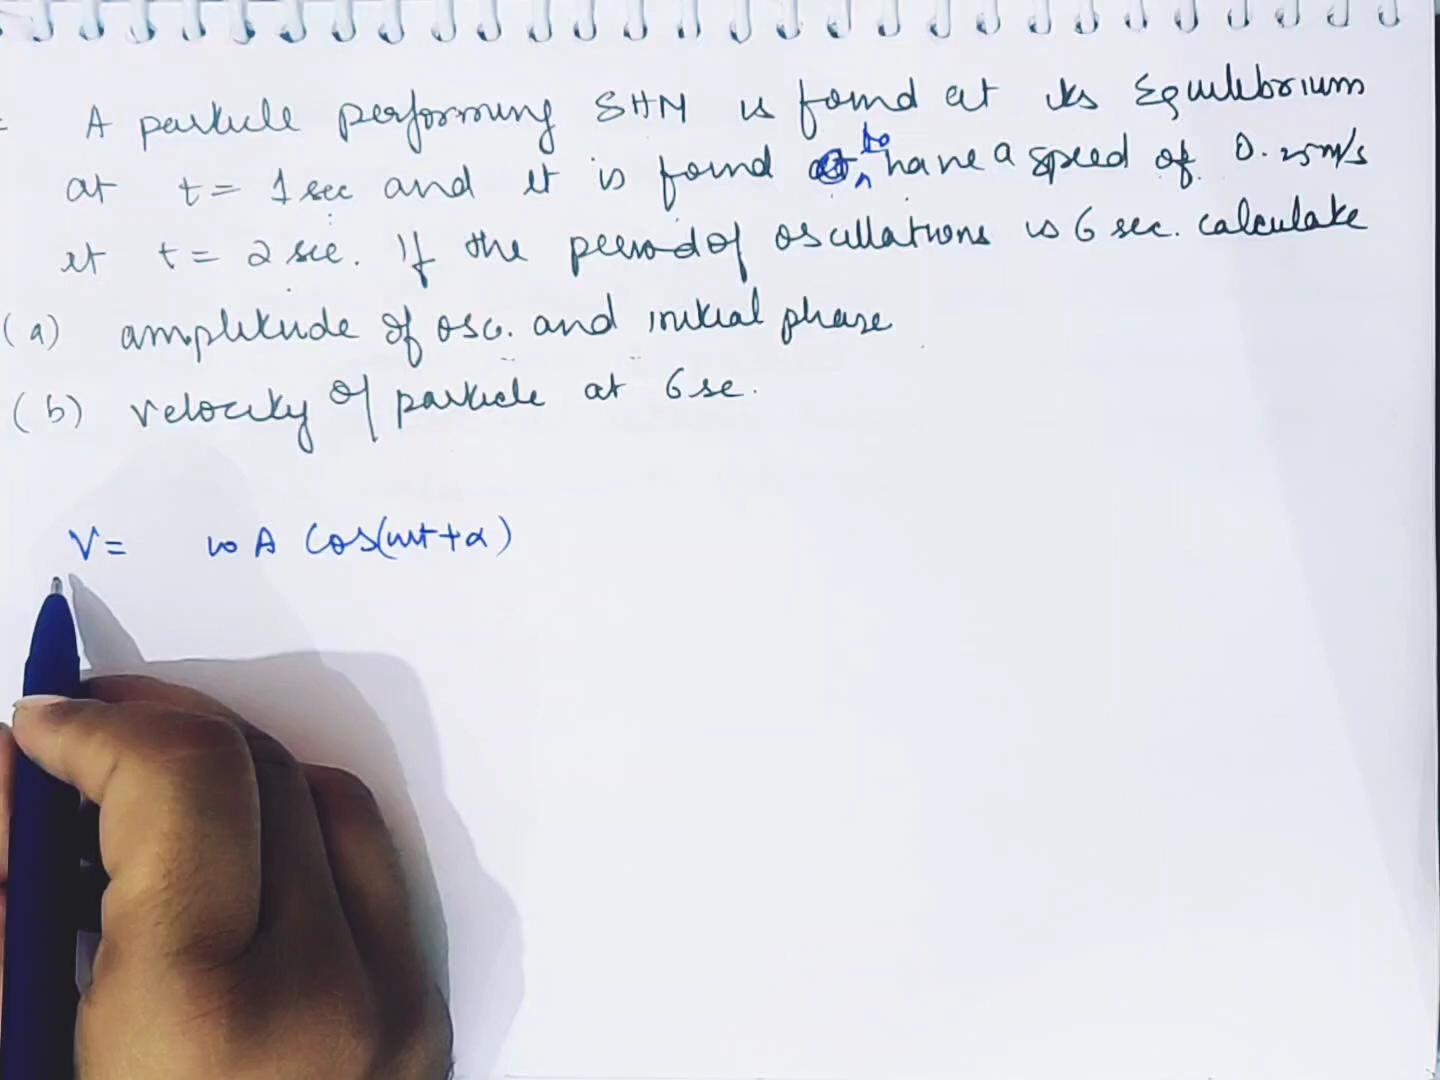 A particle performing SHM is found at its Equilibrium
at t = 1 sec and it is found to have a speed of 0.25 m/s
at t = 2 sec. If the period of oscillations is 6 sec. calculate
(a) amplitude of osc. and initial phase
(b) velocity of particle at 6 se.
V = ω A Cos(ωt+α)